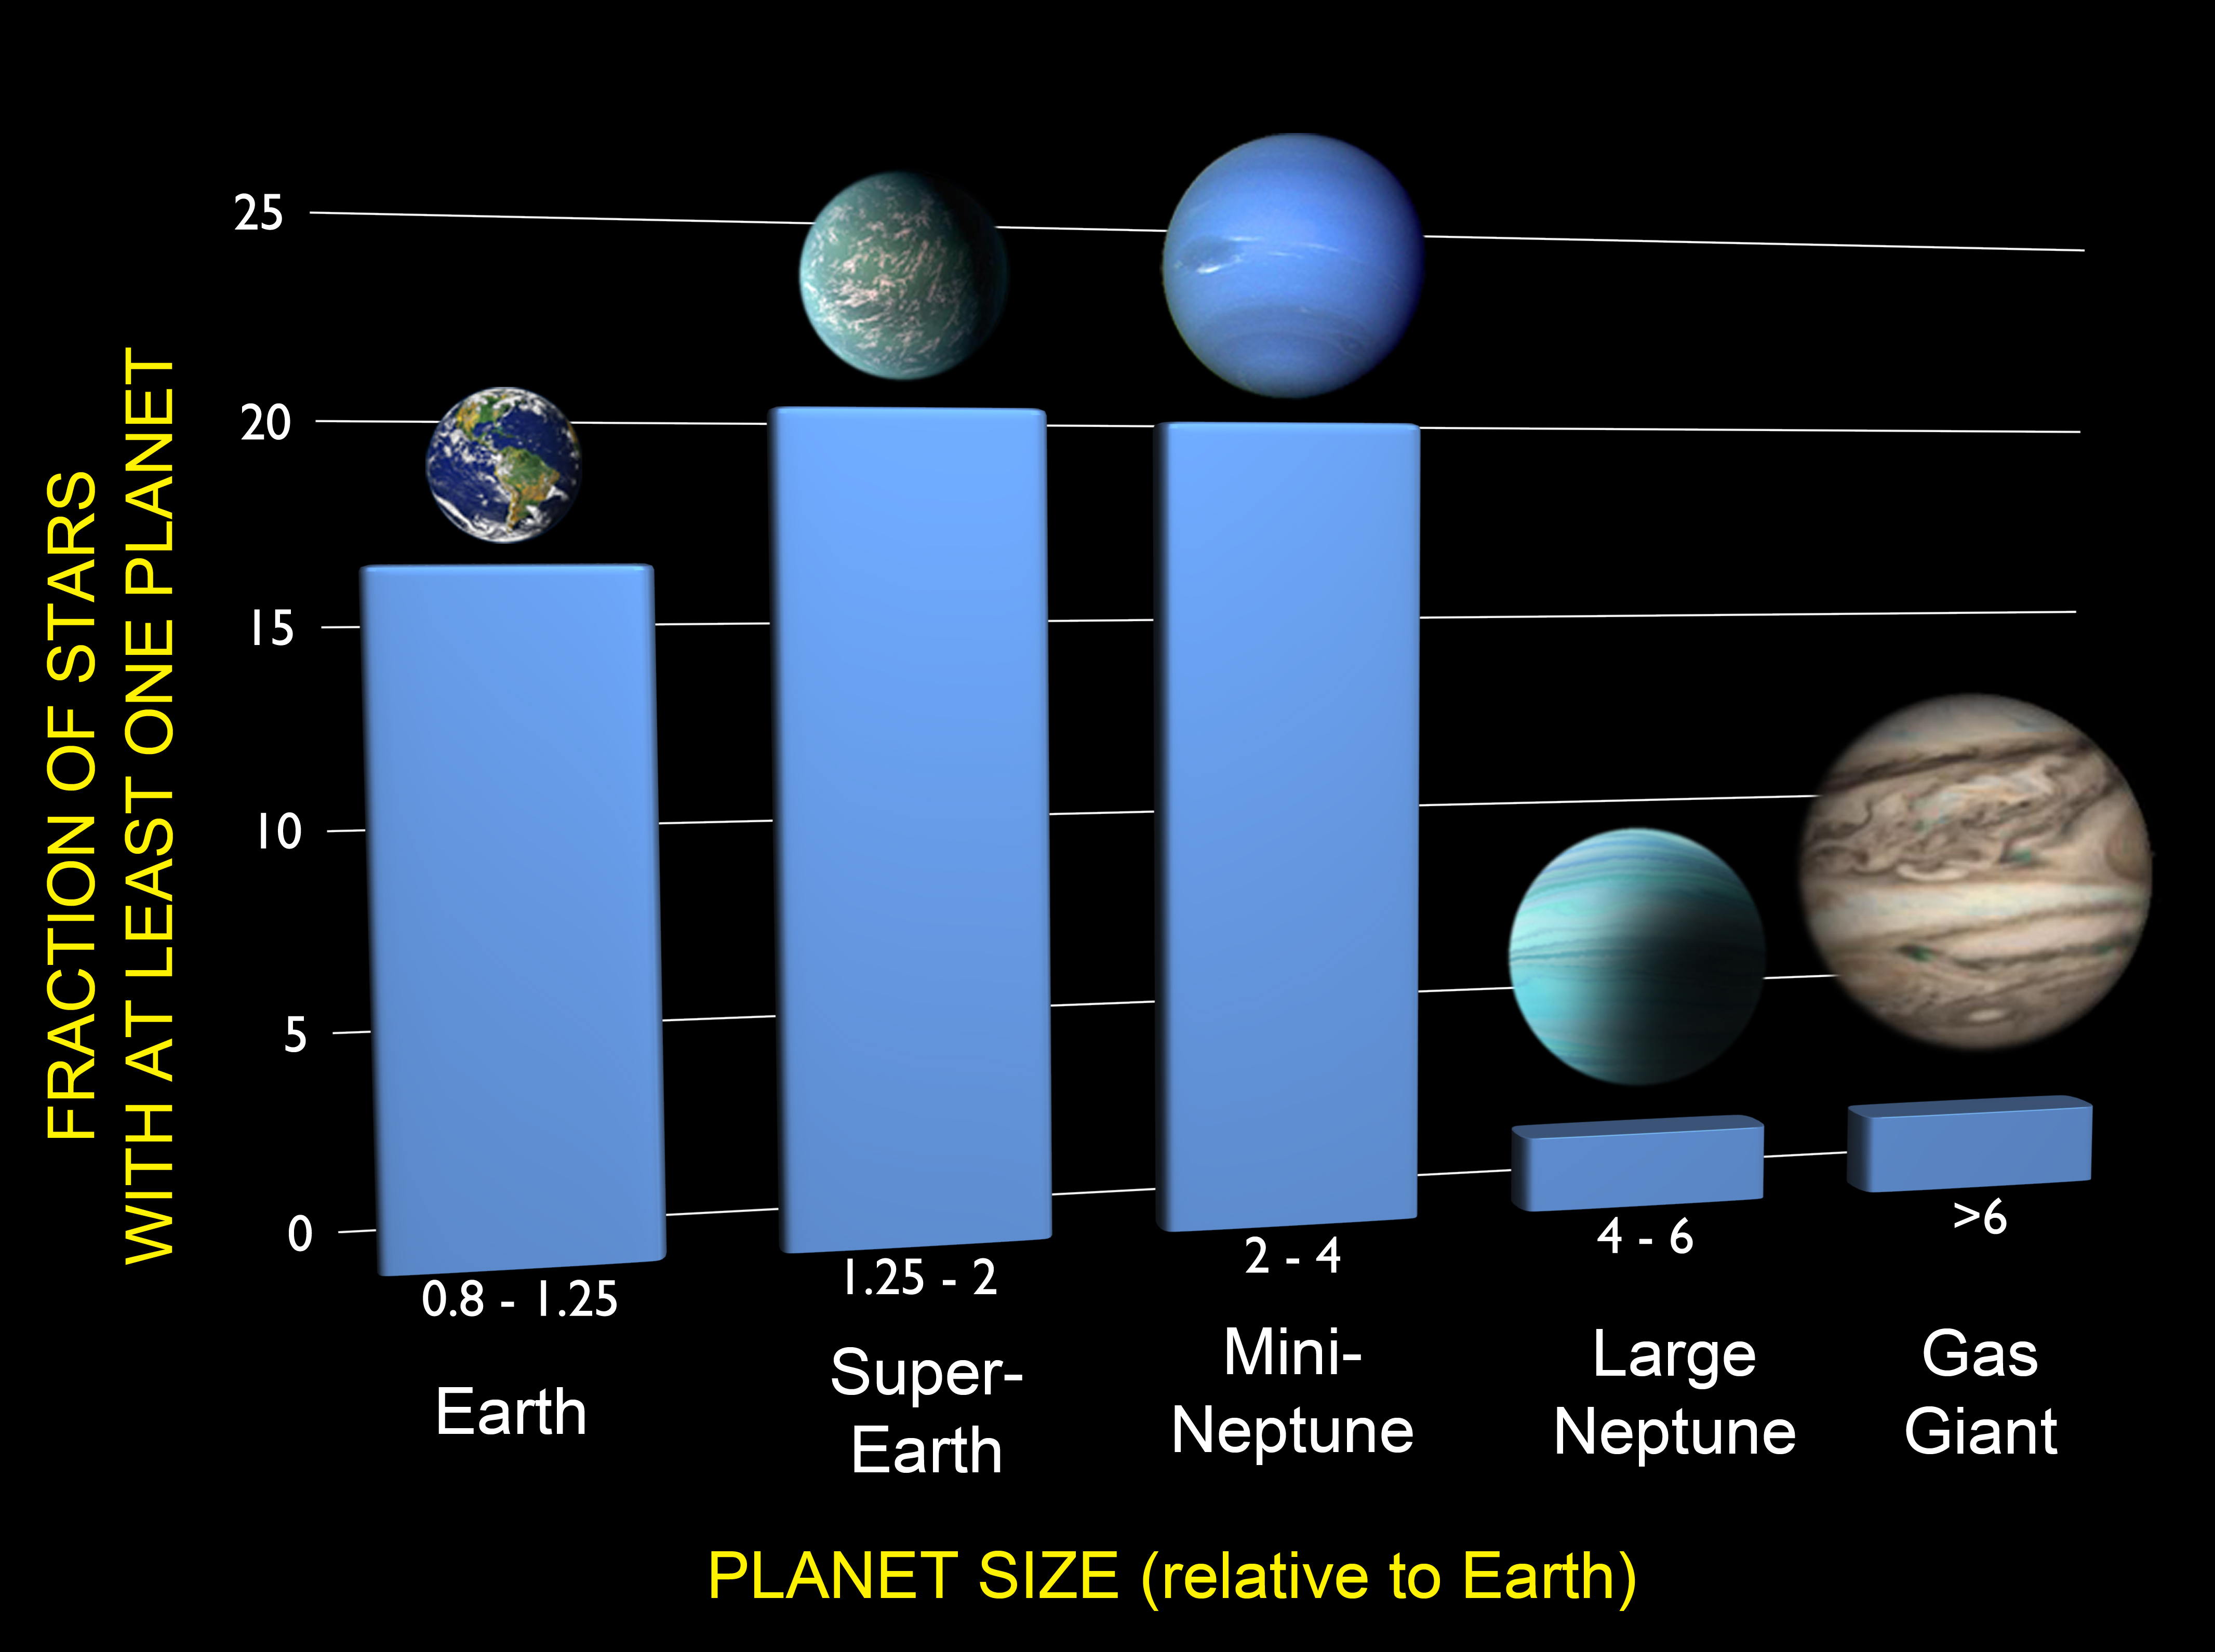 FRACTION OF STARS
WITH AT LEAST ONE PLANET
25
20
15
10
5
0
0.8 - 1.25
1.25 - 2
2 - 4
4 - 6
>6
Earth
Super-
Earth
Mini-
Neptune
Large
Neptune
Gas
Giant
PLANET SIZE (relative to Earth)